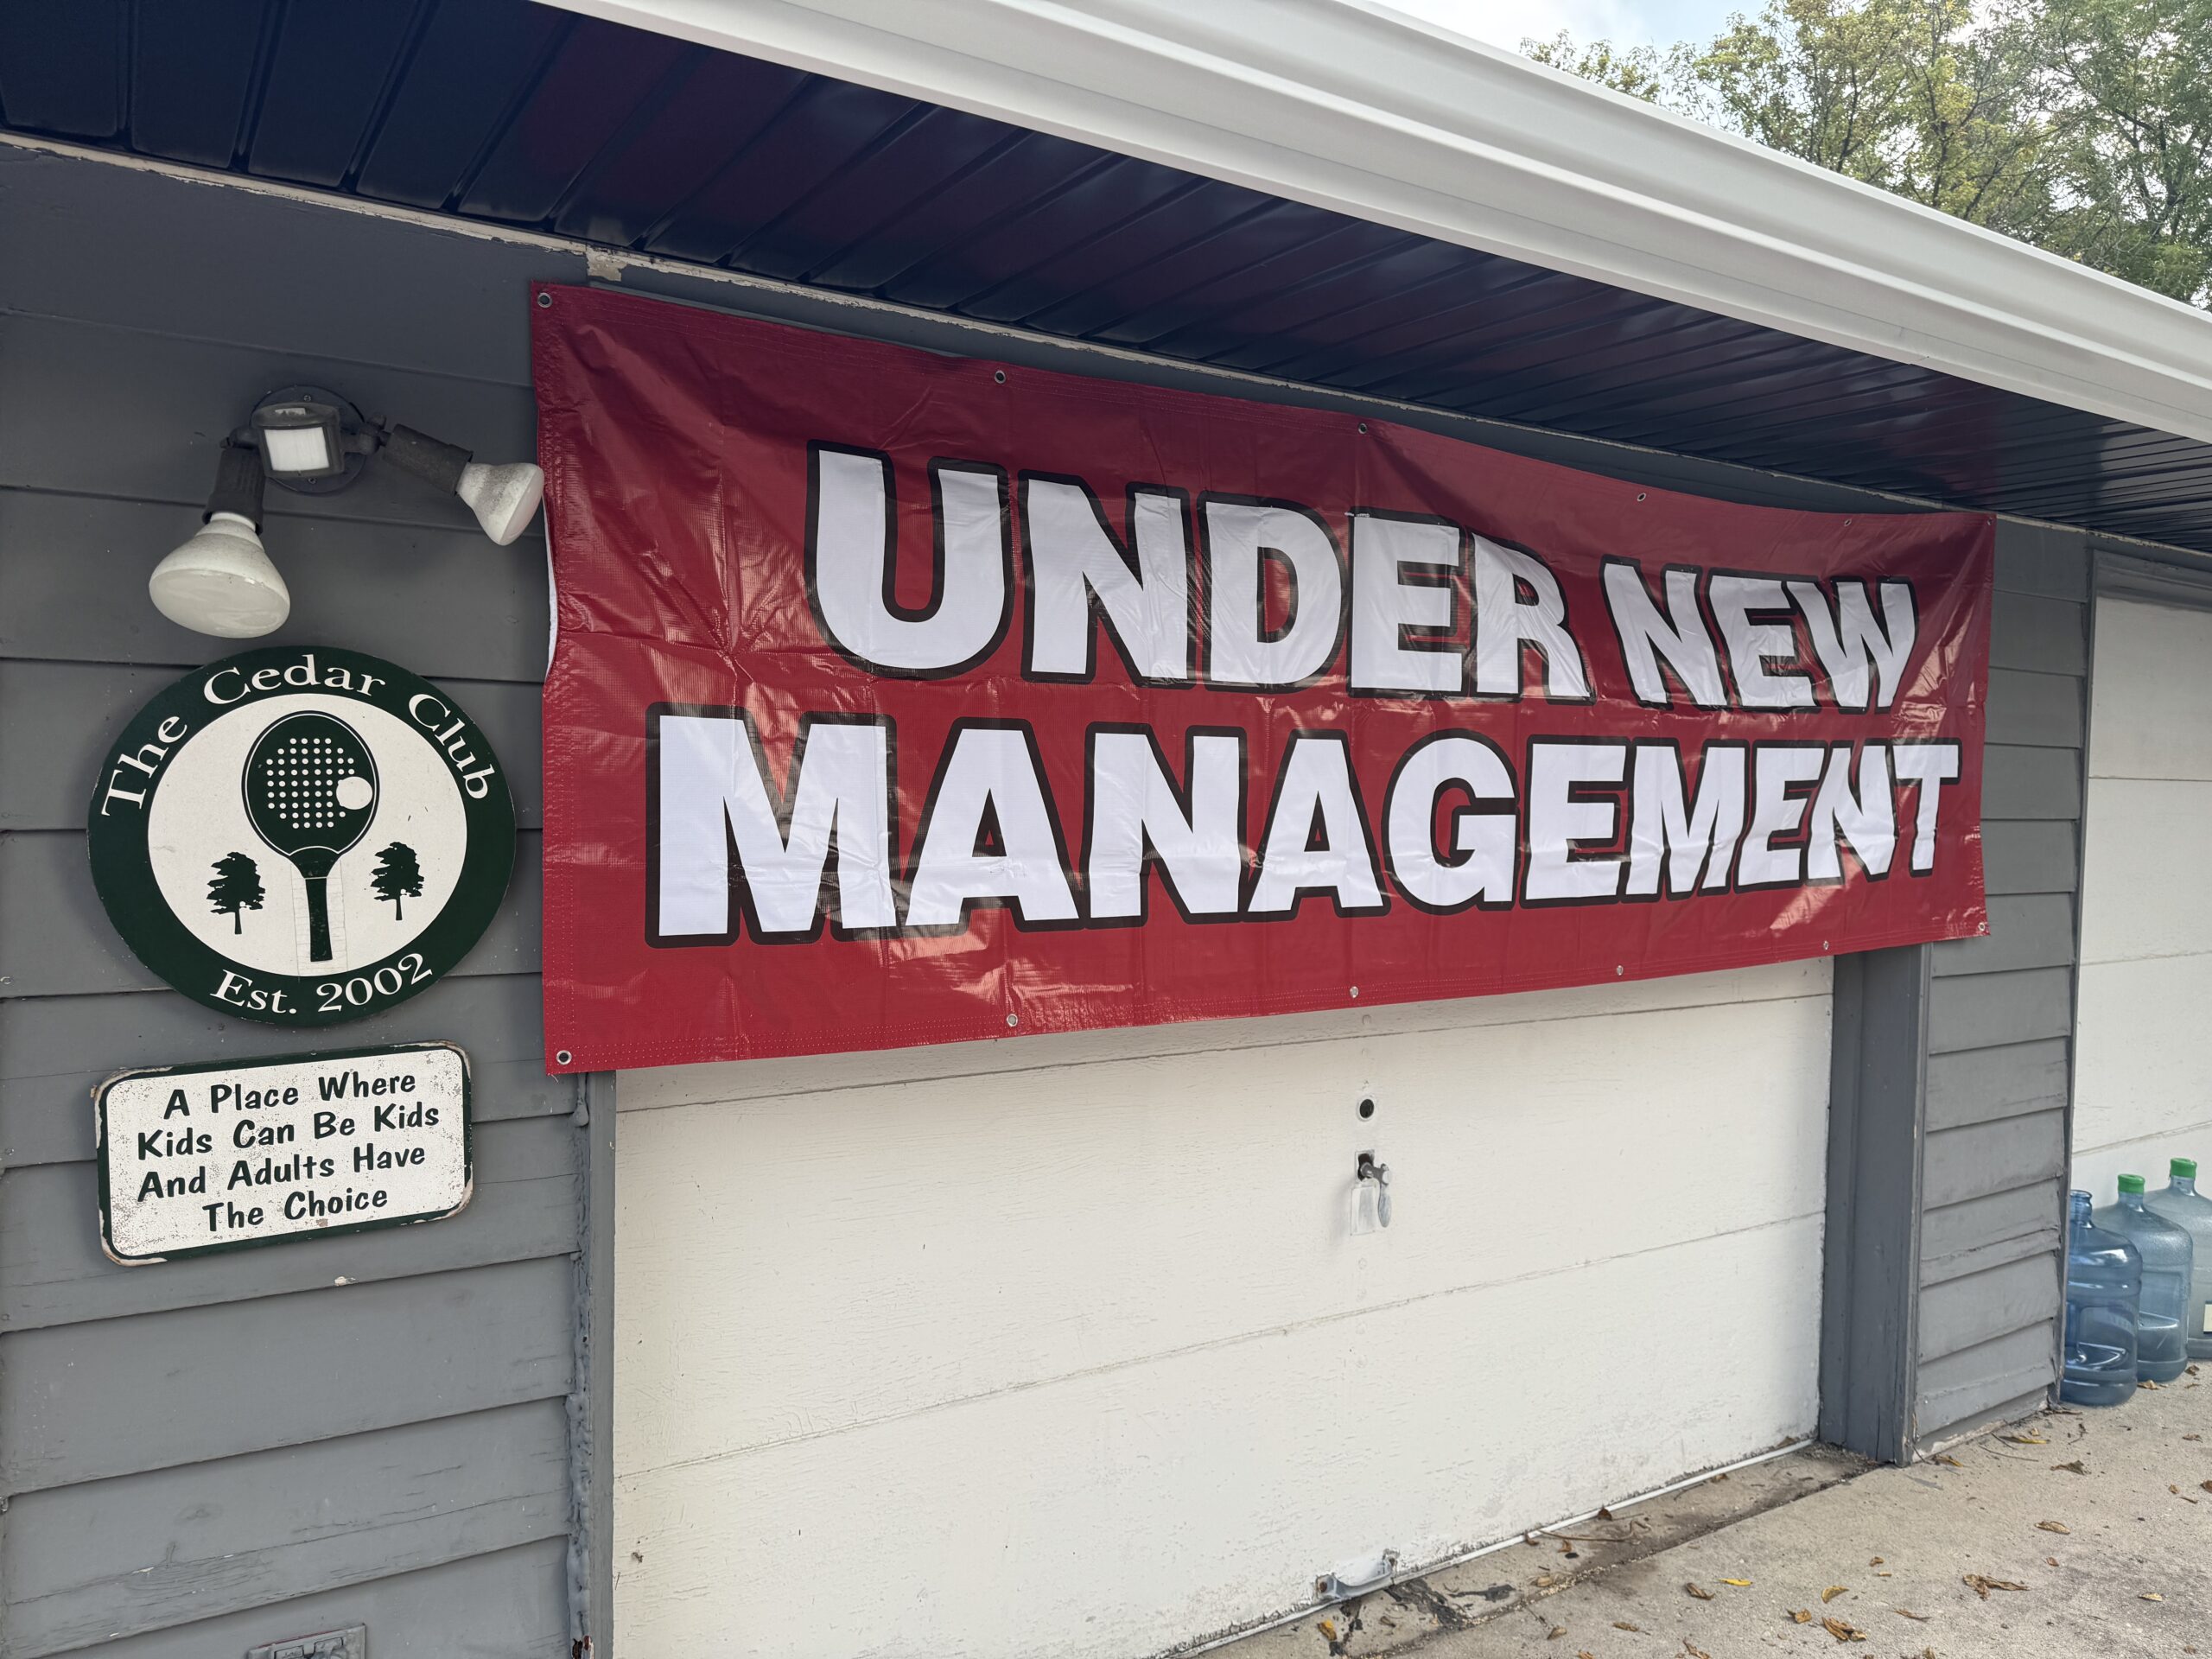 The Cedar Club
Est. 2002
A Place Where
Kids Can Be Kids
And Adults Have
The Choice
UNDER NEW
MANAGEMENT